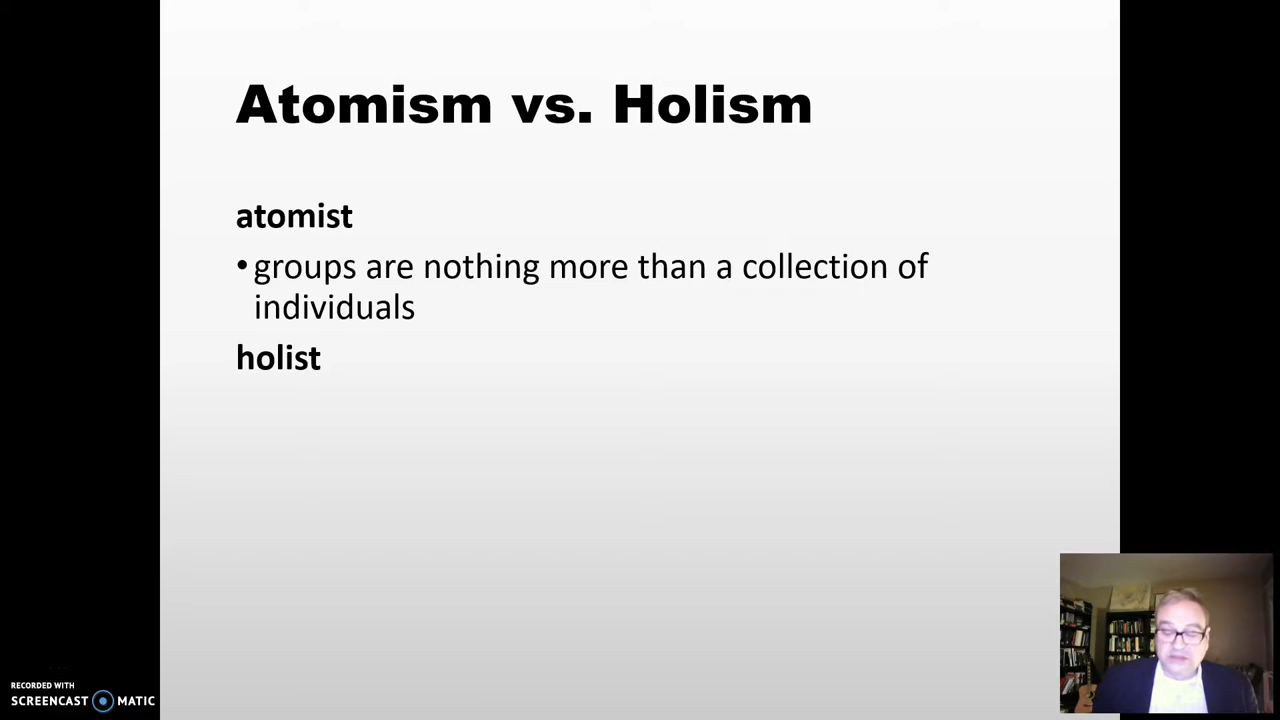 Atomism vs. Holism
atomist
• groups are nothing more than a collection of
individuals
holist
RECORDED WITH
SCREENCAST MATIC